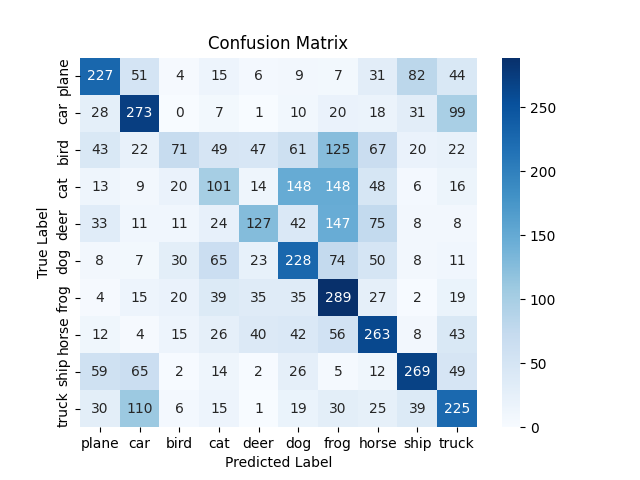 Confusion Matrix
True Label
plane 227 51 4 15 6 9 7 31 82 44
car 28 273 0 7 1 10 20 18 31 99
bird 43 22 71 49 47 61 125 67 20 22
cat 13 9 20 101 14 148 148 48 6 16
deer 33 11 11 24 127 42 147 75 8 8
dog 8 7 30 65 23 228 74 50 8 11
frog 4 15 20 39 35 35 289 27 2 19
horse 12 4 15 26 40 42 56 263 8 43
ship 59 65 2 14 2 26 5 12 269 49
truck 30 110 6 15 1 19 30 25 39 225
plane car bird cat deer dog frog horse ship truck
Predicted Label
250
200
150
100
50
0